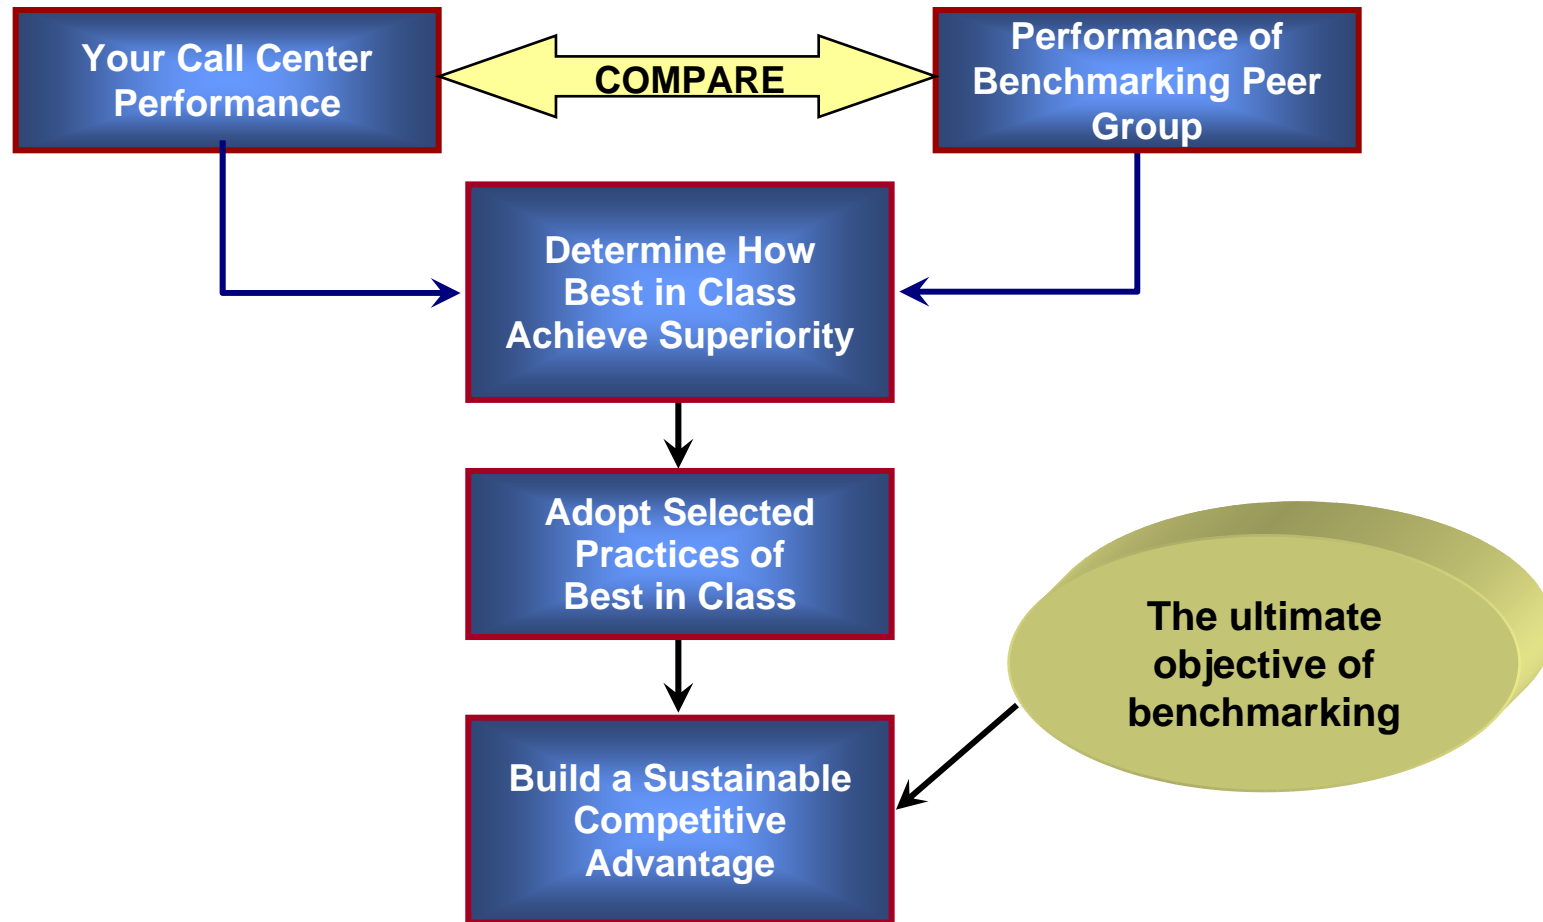 Your Call Center
Performance
COMPARE
Performance of
Benchmarking Peer
Group
Determine How
Best in Class
Achieve Superiority
Adopt Selected
Practices of
Best in Class
The ultimate
objective of
benchmarking
Build a Sustainable
Competitive
Advantage